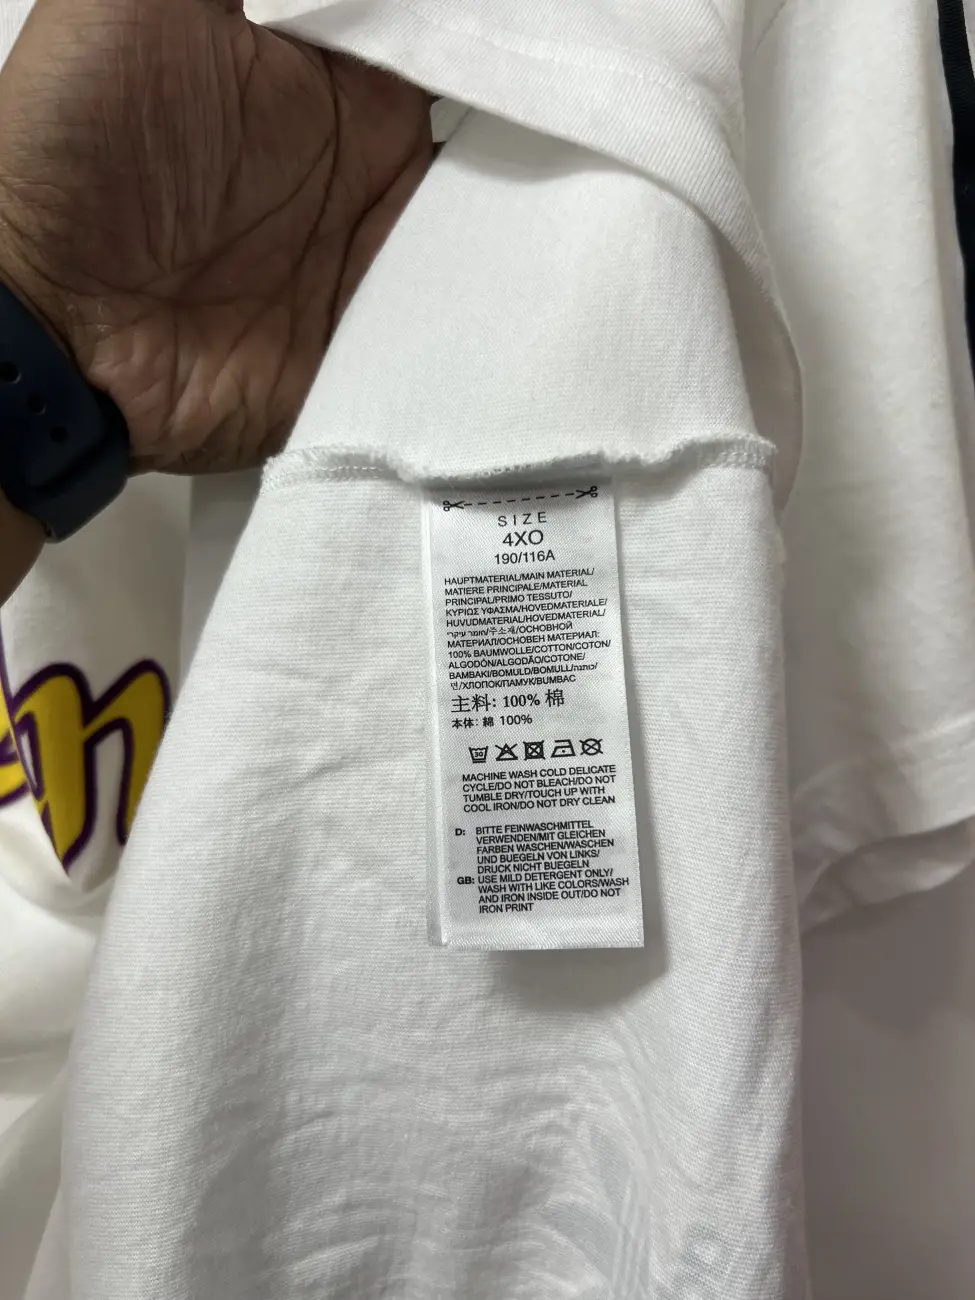 SIZE
4XO
190/116A
HAUPTMATERIAL/MAIN MATERIAL/
MATIERE PRINCIPALE/MATERIAL
PRINCIPAL/PRIMO TESSUTO/
ΚΥΡΙΩΣ ΥΦΑΣΜΑ/HOVEDMATERIALE/
HUVUDMATERIAL/HOVEDMATERIAL/
חומר עיקרי/주소재/ОСНОВНОЙ
МАТЕРИАЛ/ОСНОВЕН МАТЕРИАЛ:
100% BAUMWOLLE/COTTON/COTON/
ALGODÓN/ALGODÃO/COTONE/
BAMBAKI/BOMULD/BOMULL/כותנה/
면/ХЛОПОК/ПАМУК/BUMBAC
主料: 100% 棉
本体: 綿 100%
30
MACHINE WASH COLD DELICATE
CYCLE/DO NOT BLEACH/DO NOT
TUMBLE DRY/TOUCH UP WITH
COOL IRON/DO NOT DRY CLEAN
D: BITTE FEINWASCHMITTEL
VERWENDEN/MIT GLEICHEN
FARBEN WASCHEN/WASCHEN
UND BUEGELN VON LINKS/
DRUCK NICHT BUEGELN
GB: USE MILD DETERGENT ONLY/
WASH WITH LIKE COLORS/WASH
AND IRON INSIDE OUT/DO NOT
IRON PRINT